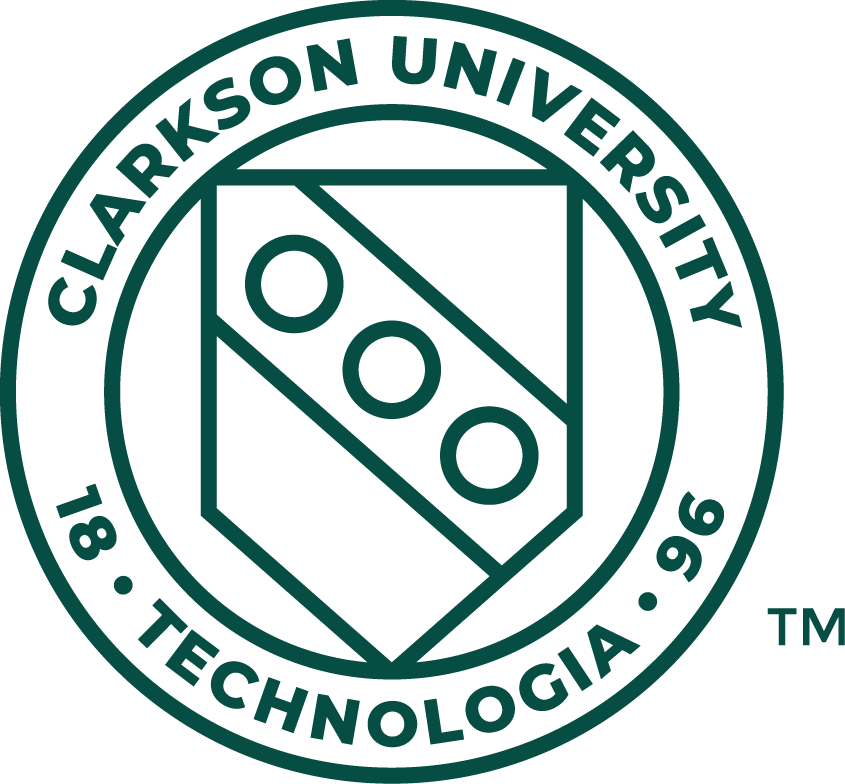 CLARKSON UNIVERSITY
18 • TECHNOLOGIA • 96
TM